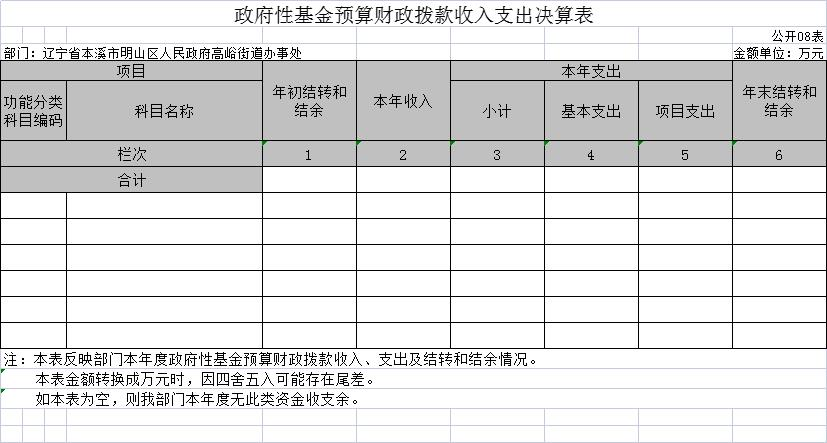 政府性基金预算财政拨款收入支出决算表
公开08表
部门：辽宁省本溪市明山区人民政府高峪街道办事处 金额单位：万元
项目 年初结转和结余 本年收入 本年支出 年末结转和结余
功能分类科目编码 科目名称 小计 基本支出 项目支出
栏次 1 2 3 4 5 6
合计
注：本表反映部门本年度政府性基金预算财政拨款收入、支出及结转和结余情况。
本表金额转换成万元时，因四舍五入可能存在尾差。
如本表为空，则我部门本年度无此类资金收支余。